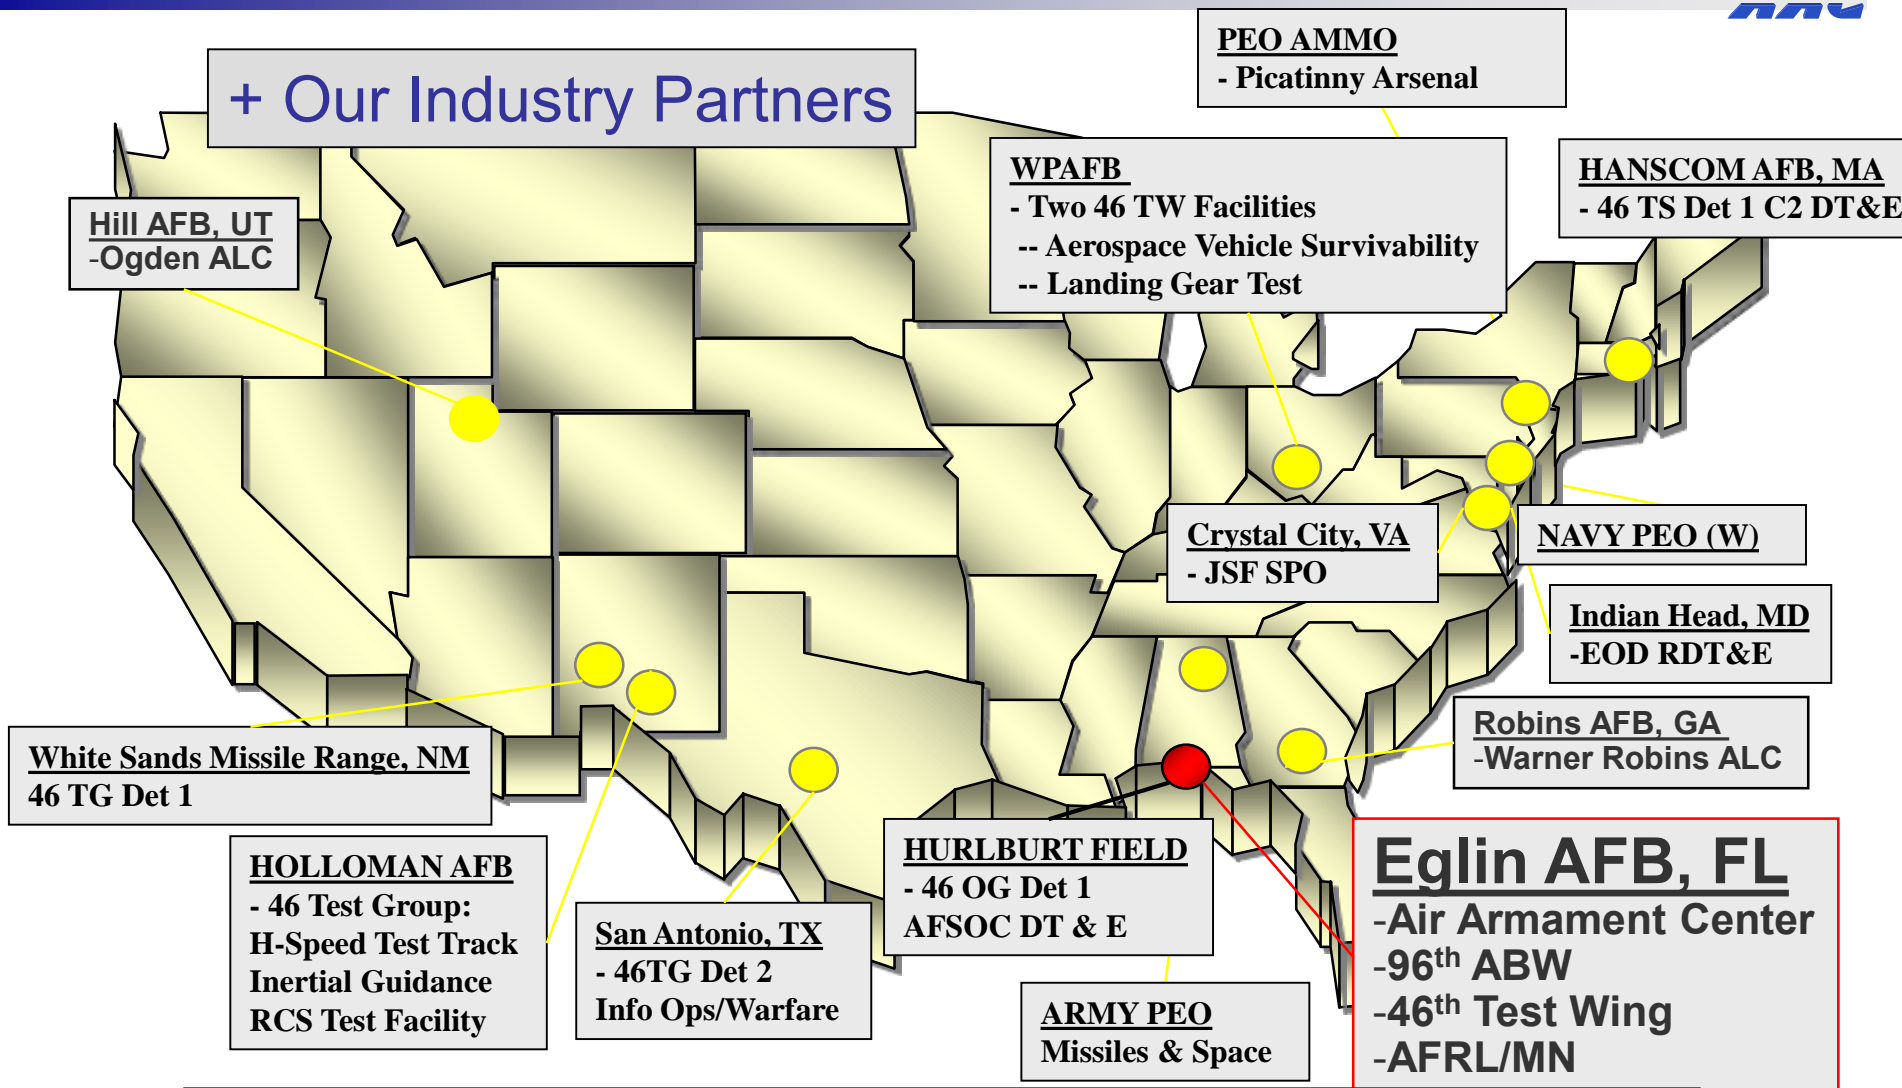 + Our Industry Partners
PEO AMMO
- Picatinny Arsenal
WPAFB
- Two 46 TW Facilities
-- Aerospace Vehicle Survivability
-- Landing Gear Test
HANSCOM AFB, MA
- 46 TS Det 1 C2 DT&E
Hill AFB, UT
-Ogden ALC
Crystal City, VA
- JSF SPO
NAVY PEO (W)
Indian Head, MD
-EOD RDT&E
Robins AFB, GA
-Warner Robins ALC
White Sands Missile Range, NM
46 TG Det 1
HOLLOMAN AFB
- 46 Test Group:
H-Speed Test Track
Inertial Guidance
RCS Test Facility
San Antonio, TX
- 46TG Det 2
Info Ops/Warfare
HURLBURT FIELD
- 46 OG Det 1
AFSOC DT & E
ARMY PEO
Missiles & Space
Eglin AFB, FL
-Air Armament Center
-96th ABW
-46th Test Wing
-AFRL/MN